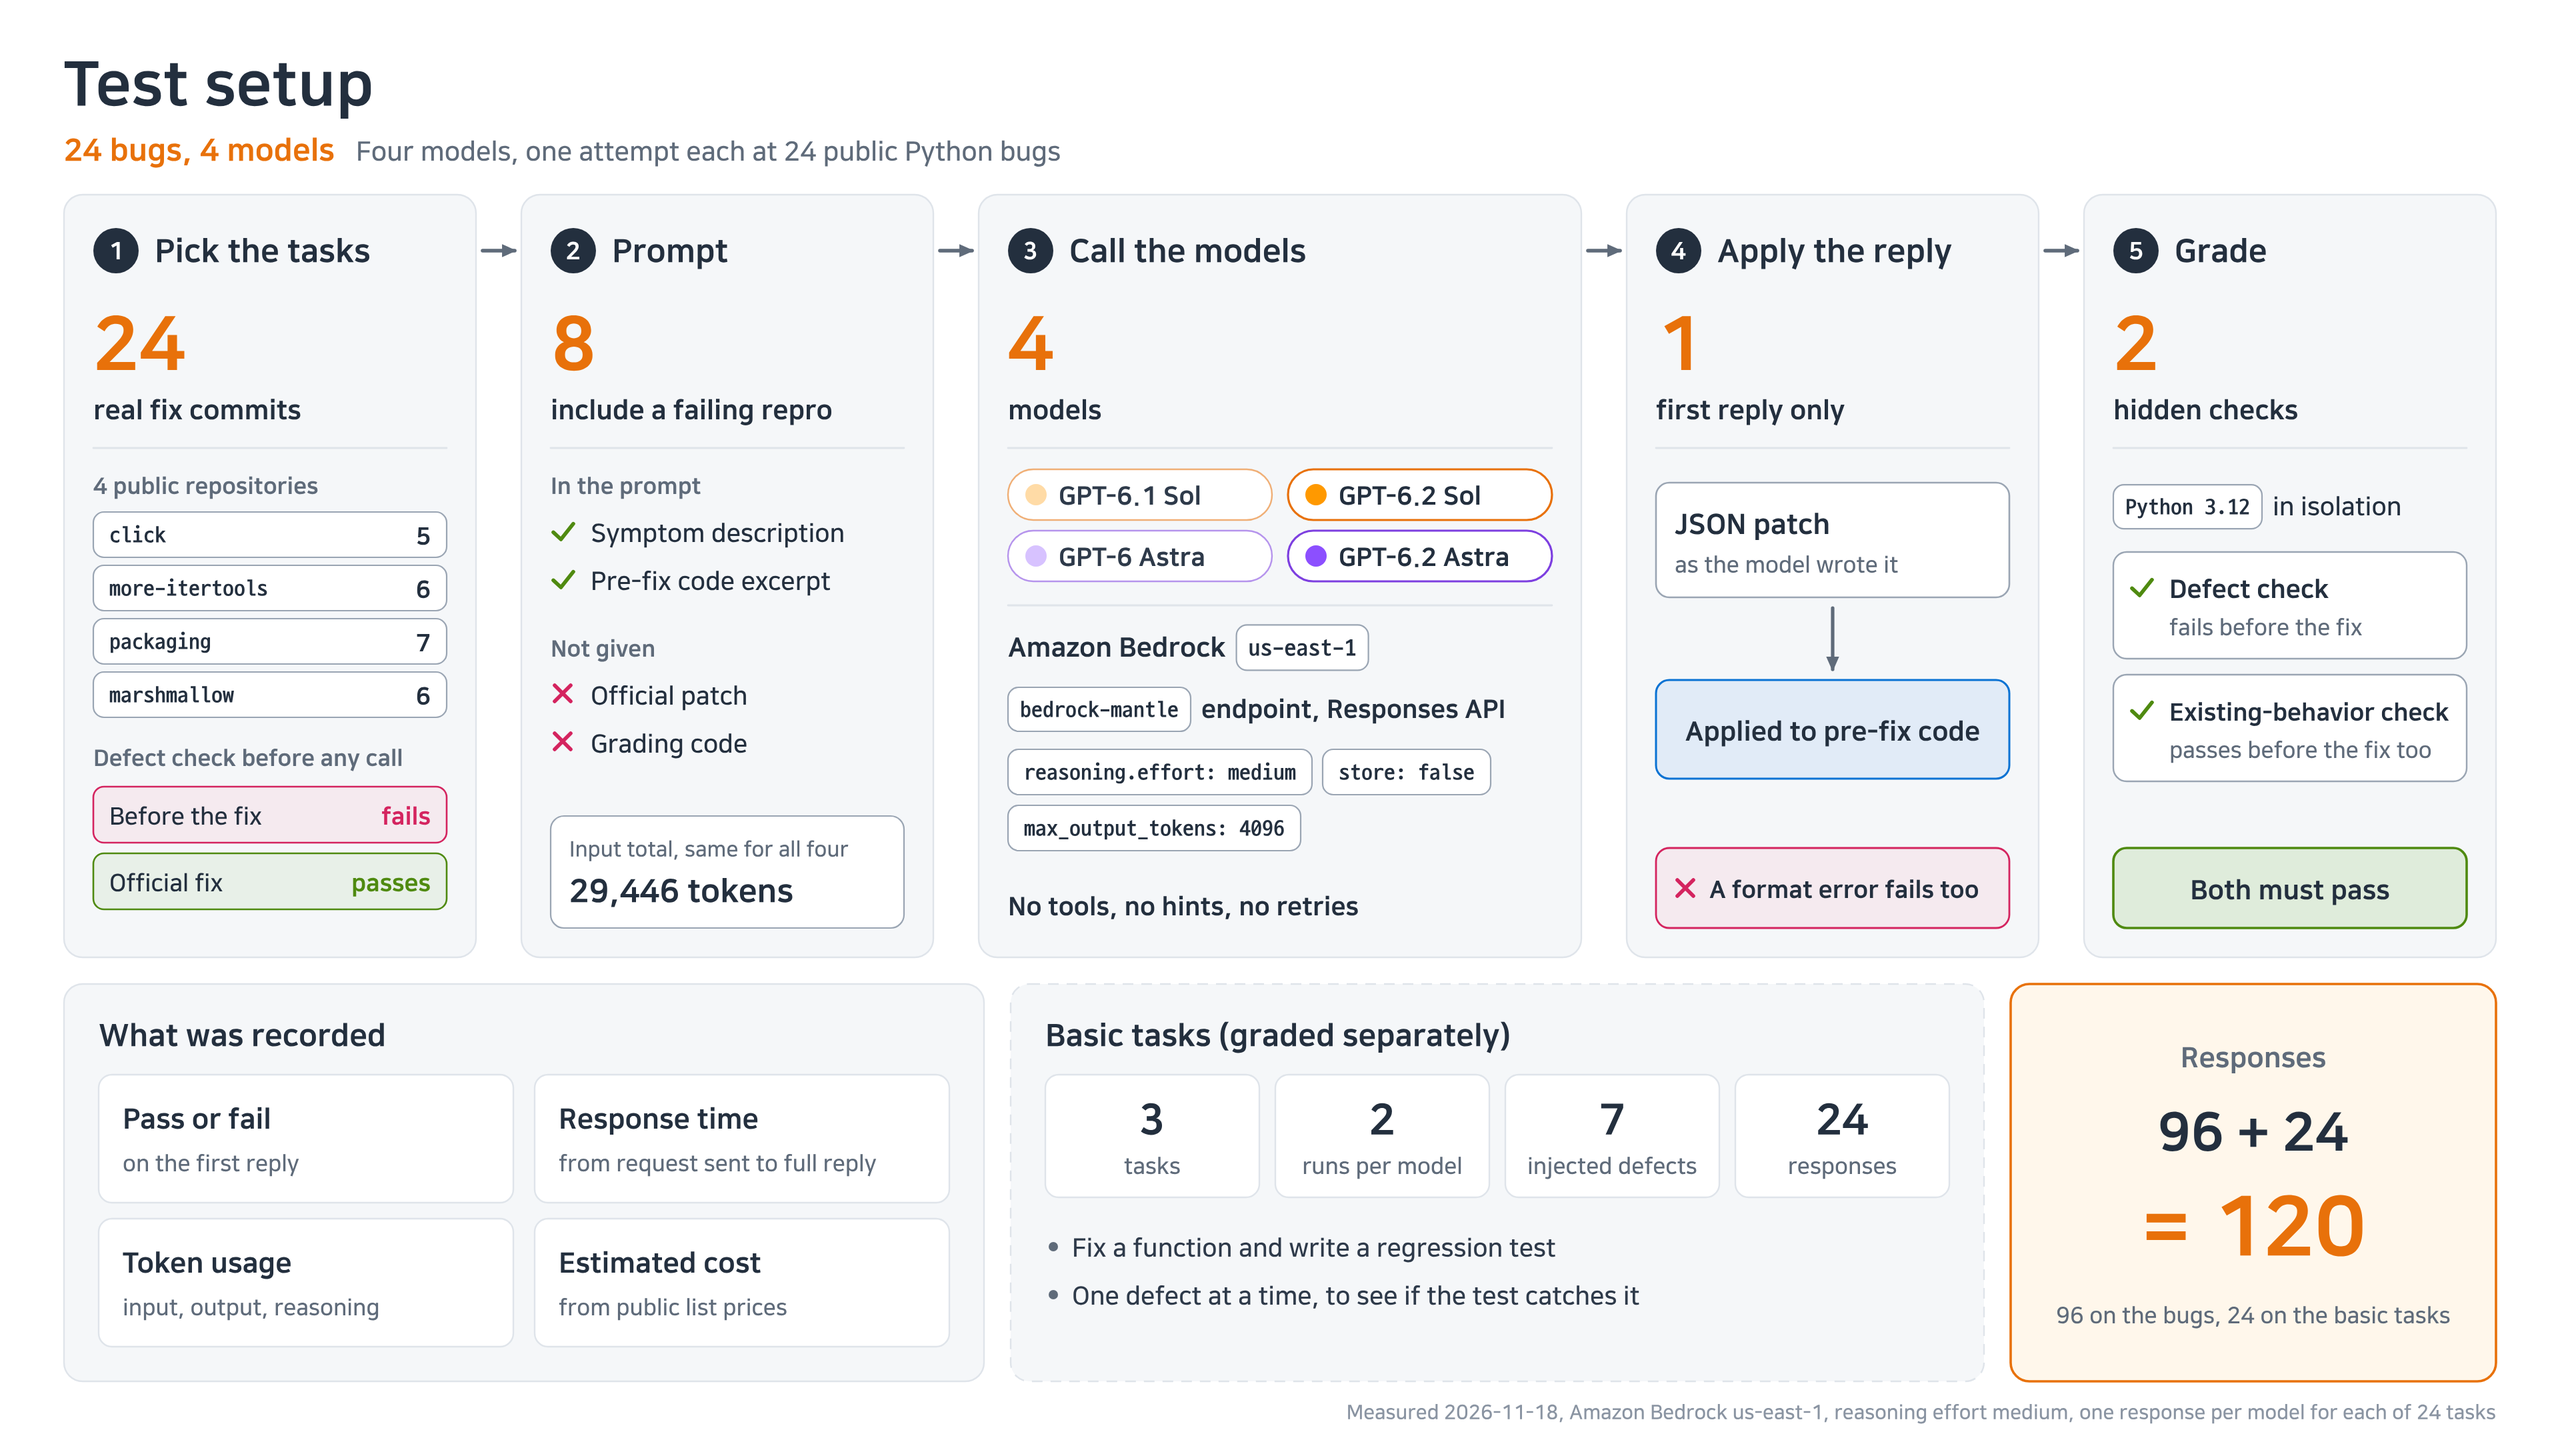 Test setup
24 bugs, 4 models Four models, one attempt each at 24 public Python bugs
1 Pick the tasks
24
real fix commits
4 public repositories
click 5
more-itertools 6
packaging 7
marshmallow 6
Defect check before any call
Before the fix fails
Official fix passes
2 Prompt
8
include a failing repro
In the prompt
Symptom description
Pre-fix code excerpt
Not given
Official patch
Grading code
Input total, same for all four
29,446 tokens
3 Call the models
4
models
GPT-6.1 Sol GPT-6.2 Sol
GPT-6 Astra GPT-6.2 Astra
Amazon Bedrock us-east-1
bedrock-mantle endpoint, Responses API
reasoning.effort: medium store: false
max_output_tokens: 4096
No tools, no hints, no retries
4 Apply the reply
1
first reply only
JSON patch
as the model wrote it
Applied to pre-fix code
A format error fails too
5 Grade
2
hidden checks
Python 3.12 in isolation
Defect check
fails before the fix
Existing-behavior check
passes before the fix too
Both must pass
What was recorded
Pass or fail
on the first reply
Response time
from request sent to full reply
Token usage
input, output, reasoning
Estimated cost
from public list prices
Basic tasks (graded separately)
3
tasks
2
runs per model
7
injected defects
24
responses
• Fix a function and write a regression test
• One defect at a time, to see if the test catches it
Responses
96 + 24
= 120
96 on the bugs, 24 on the basic tasks
Measured 2026-11-18, Amazon Bedrock us-east-1, reasoning effort medium, one response per model for each of 24 tasks